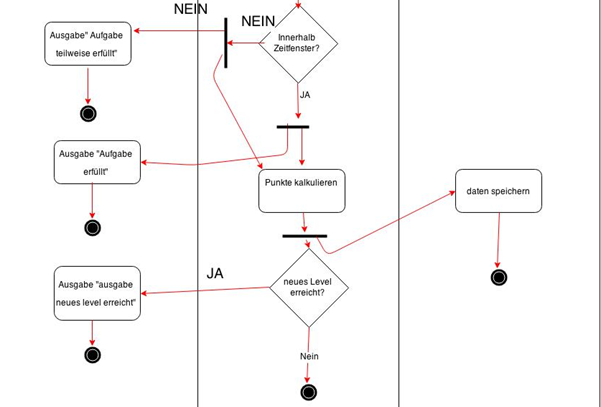 NEIN
NEIN
Ausgabe" Aufgabe
teilweise erfüllt"
Innerhalb
Zeitfenster?
JA
Ausgabe "Aufgabe
erfüllt"
Punkte kalkulieren
daten speichern
JA
Ausgabe "ausgabe
neues level erreicht"
neues Level
erreicht?
Nein